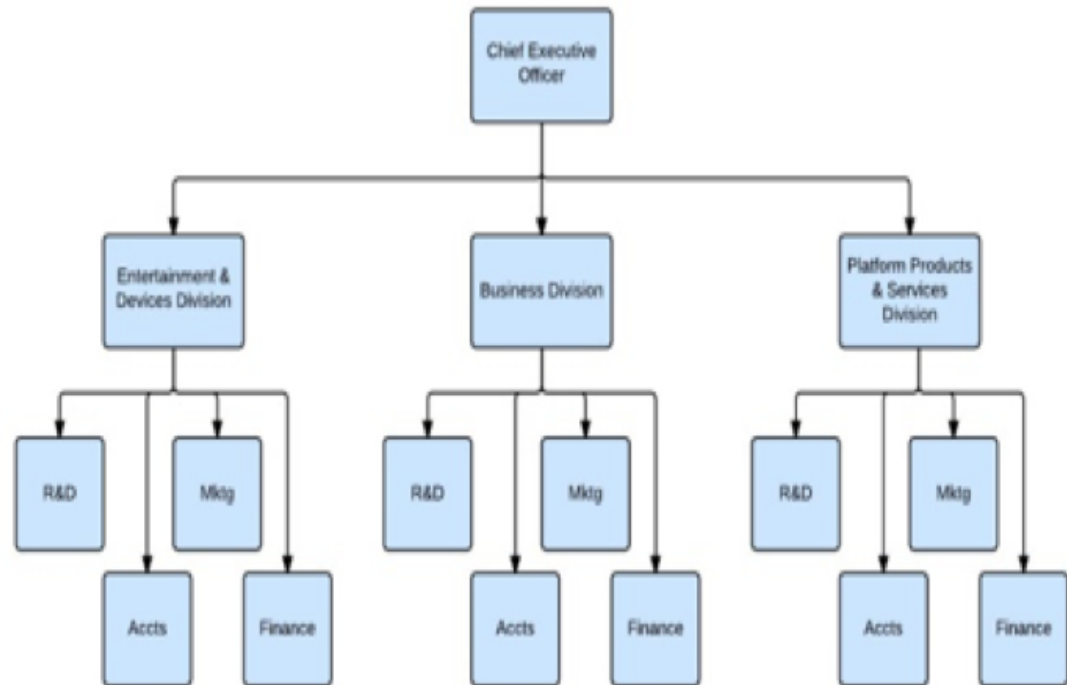 Chief Executive
Officer
Entertainment &
Devices Division
Business Division
Platform Products
& Services
Division
R&D
Mktg
R&D
Mktg
R&D
Mktg
Accts
Finance
Accts
Finance
Accts
Finance